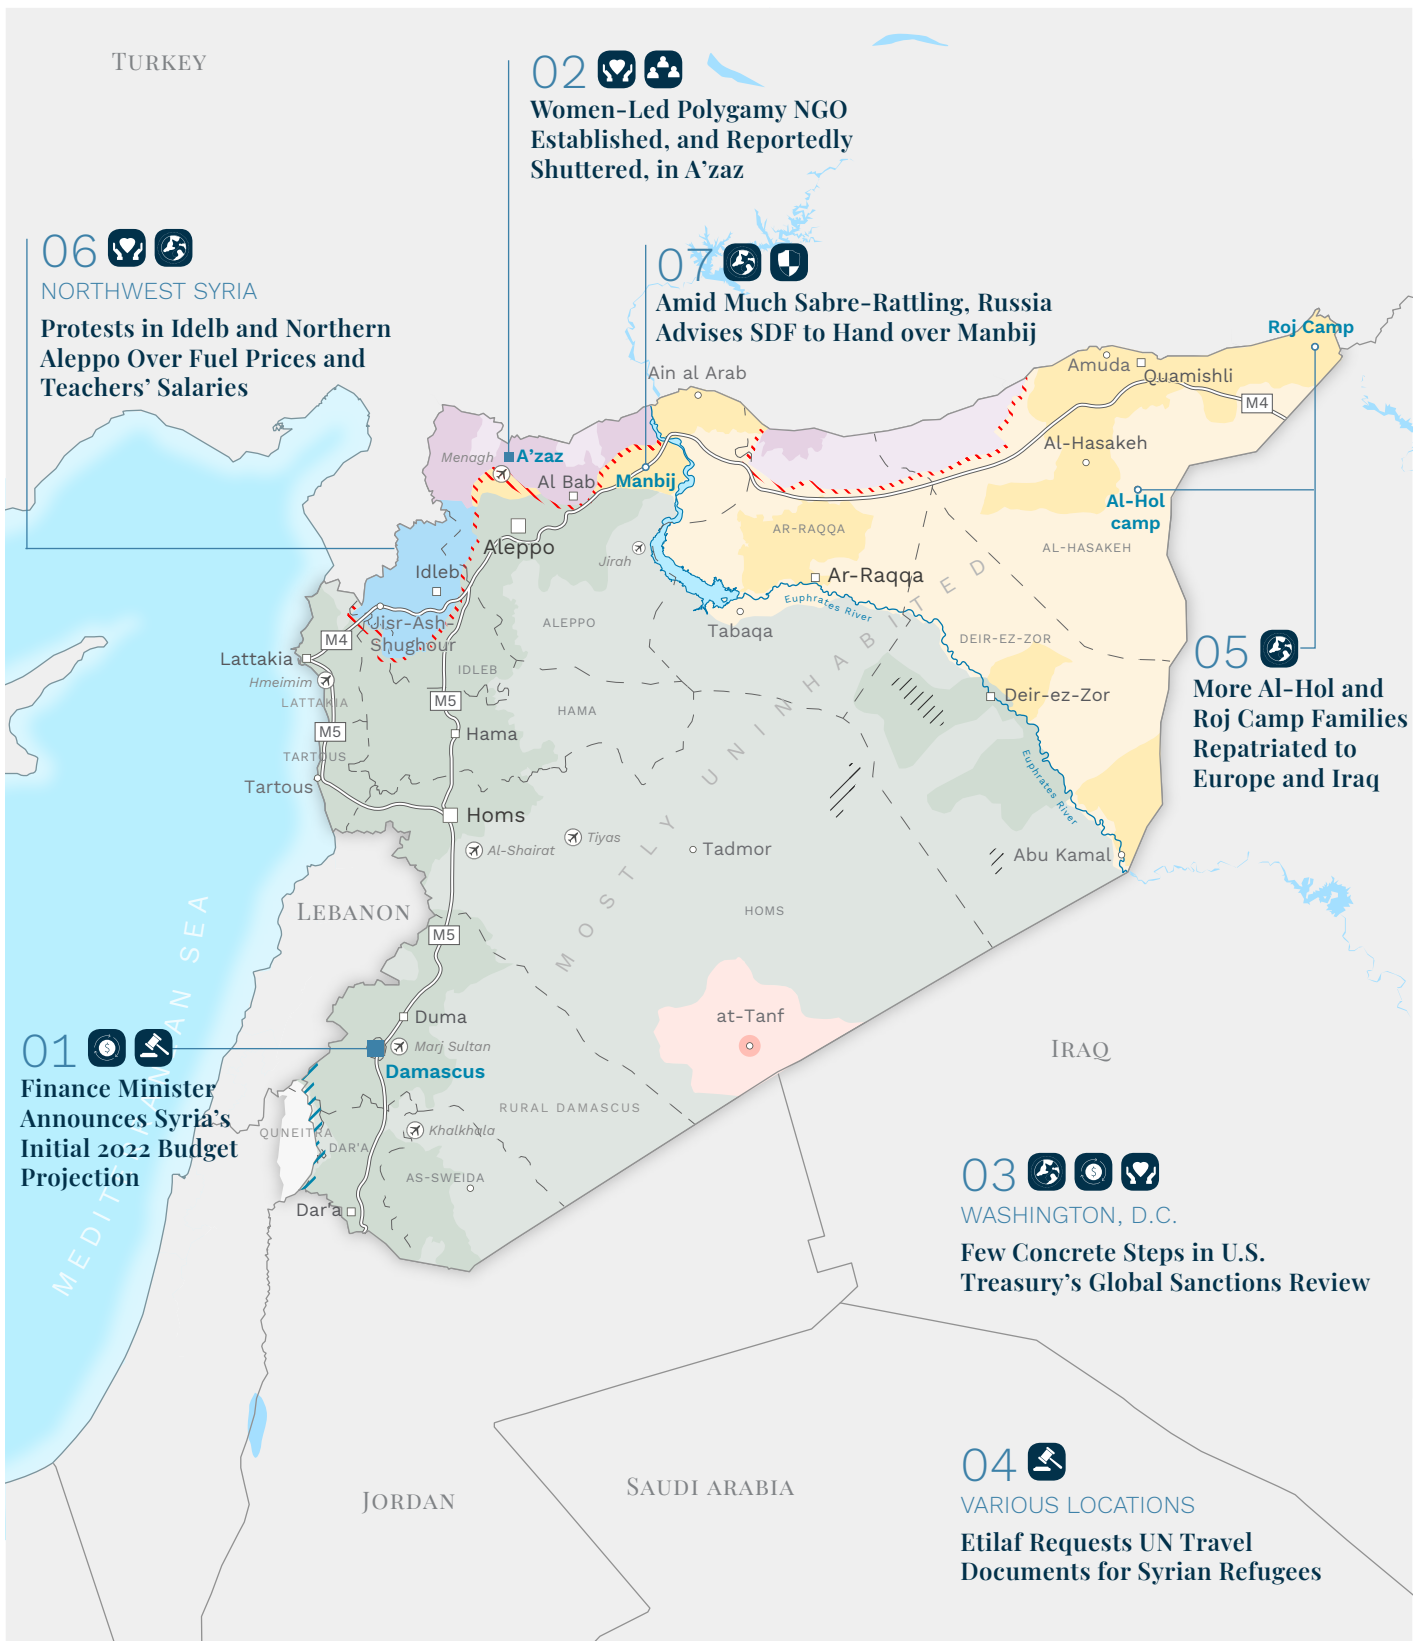 TURKEY
02
Women-Led Polygamy NGO
Established, and Reportedly
Shuttered, in A’zaz
06
NORTHWEST SYRIA
Protests in Idelb and Northern
Aleppo Over Fuel Prices and
Teachers’ Salaries
07
Amid Much Sabre-Rattling, Russia
Advises SDF to Hand over Manbij
Roj Camp
Ain al Arab
Amuda
Quamishli
M4
Al-Hasakeh
Menagh
A’zaz
Al Bab
Manbij
Al-Hol
camp
Aleppo
AR-RAQQA
AL-HASAKEH
Jirah
Idleb
Ar-Raqqa
Euphrates River
Jisr-Ash-
Shughour
ALEPPO
Tabaqa
DEIR-EZ-ZOR
M4
Lattakia
Hmeimim
LATTAKIA
IDLEB
M5
HAMA
Deir-ez-Zor
05
More Al-Hol and
Roj Camp Families
Repatriated to
Europe and Iraq
M5
Hama
TARTOUS
Tartous
Euphrates River
Homs
Al-Shairat
Tiyas
Tadmor
Abu Kamal
MOSTLY UNINHABITED
LEBANON
HOMS
M5
MEDITERRANEAN SEA
Duma
at-Tanf
01
Marj Sultan
Damascus
IRAQ
Finance Minister
Announces Syria’s
Initial 2022 Budget
Projection
RURAL DAMASCUS
QUNEITRA
DAR'A
Khalkhala
AS-SWEIDA
Dar'a
03
WASHINGTON, D.C.
Few Concrete Steps in U.S.
Treasury’s Global Sanctions Review
04
VARIOUS LOCATIONS
Etilaf Requests UN Travel
Documents for Syrian Refugees
JORDAN
SAUDI ARABIA